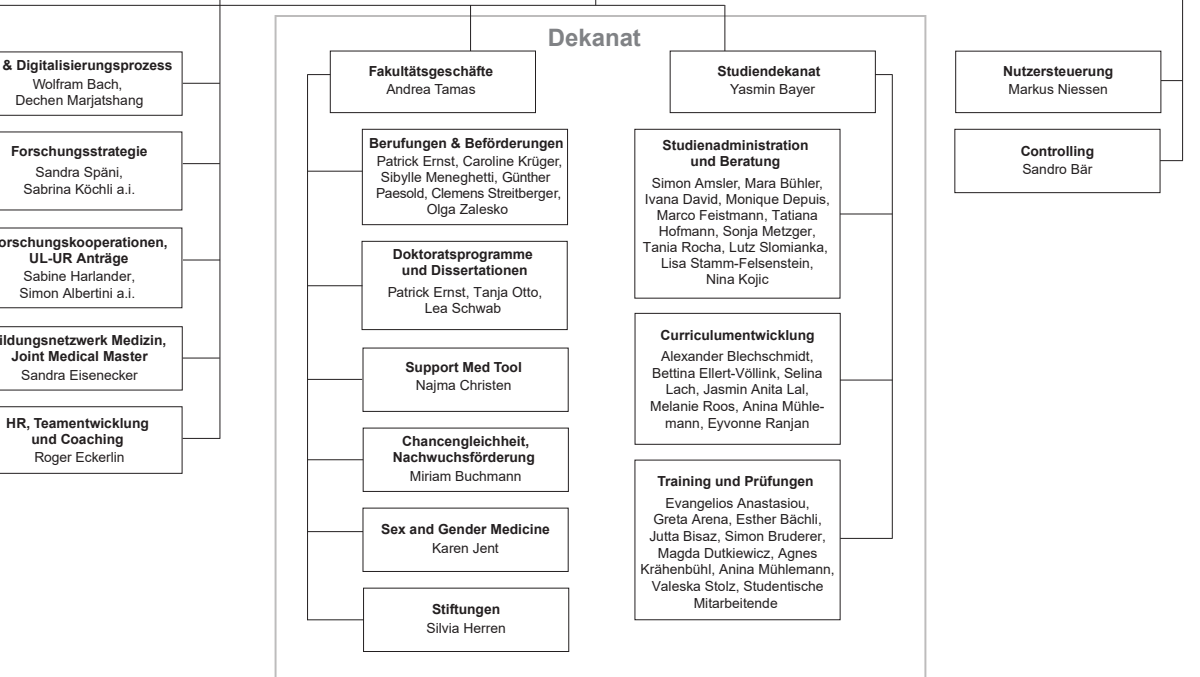 Dekanat
& Digitalisierungsprozess
Wolfram Bach,
Dechen Marjatshang
Forschungsstrategie
Sandra Späni,
Sabrina Köchli a.i.
orschungskooperationen,
UL-UR Anträge
Sabine Harlander,
Simon Albertini a.i.
ildungsnetzwerk Medizin,
Joint Medical Master
Sandra Eisenecker
HR, Teamentwicklung
und Coaching
Roger Eckerlin
Fakultätsgeschäfte
Andrea Tamas
Berufungen & Beförderungen
Patrick Ernst, Caroline Krüger,
Sibylle Meneghetti, Günther
Paesold, Clemens Streitberger,
Olga Zalesko
Doktoratsprogramme
und Dissertationen
Patrick Ernst, Tanja Otto,
Lea Schwab
Support Med Tool
Najma Christen
Chancengleichheit,
Nachwuchsförderung
Miriam Buchmann
Sex and Gender Medicine
Karen Jent
Stiftungen
Silvia Herren
Studiendekanat
Yasmin Bayer
Studienadministration
und Beratung
Simon Amsler, Mara Bühler,
Ivana David, Monique Depuis,
Marco Feistmann, Tatiana
Hofmann, Sonja Metzger,
Tania Rocha, Lutz Slomianka,
Lisa Stamm-Felsenstein,
Nina Kojic
Curriculumentwicklung
Alexander Blechschmidt,
Bettina Ellert-Völlink, Selina
Lach, Jasmin Anita Lal,
Melanie Roos, Anina Mühle-
mann, Eyvonne Ranjan
Training und Prüfungen
Evangelios Anastasiou,
Greta Arena, Esther Bächli,
Jutta Bisaz, Simon Bruderer,
Magda Dutkiewicz, Agnes
Krähenbühl, Anina Mühlemann,
Valeska Stolz, Studentische
Mitarbeitende
Nutzersteuerung
Markus Niessen
Controlling
Sandro Bär